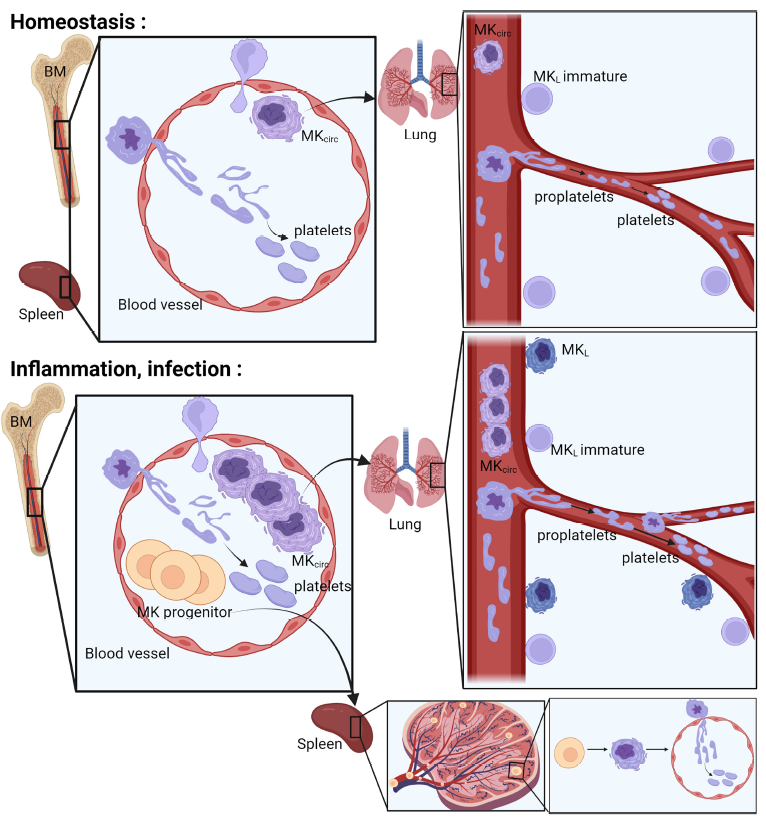 Homeostasis :
BM
MKcirc
Lung
platelets
Blood vessel
Spleen
MKcirc
MKL immature
proplatelets
platelets
Inflammation, infection :
BM
MKcirc
platelets
MK progenitor
Blood vessel
Lung
MKL
MKL immature
MKcirc
proplatelets
platelets
Spleen